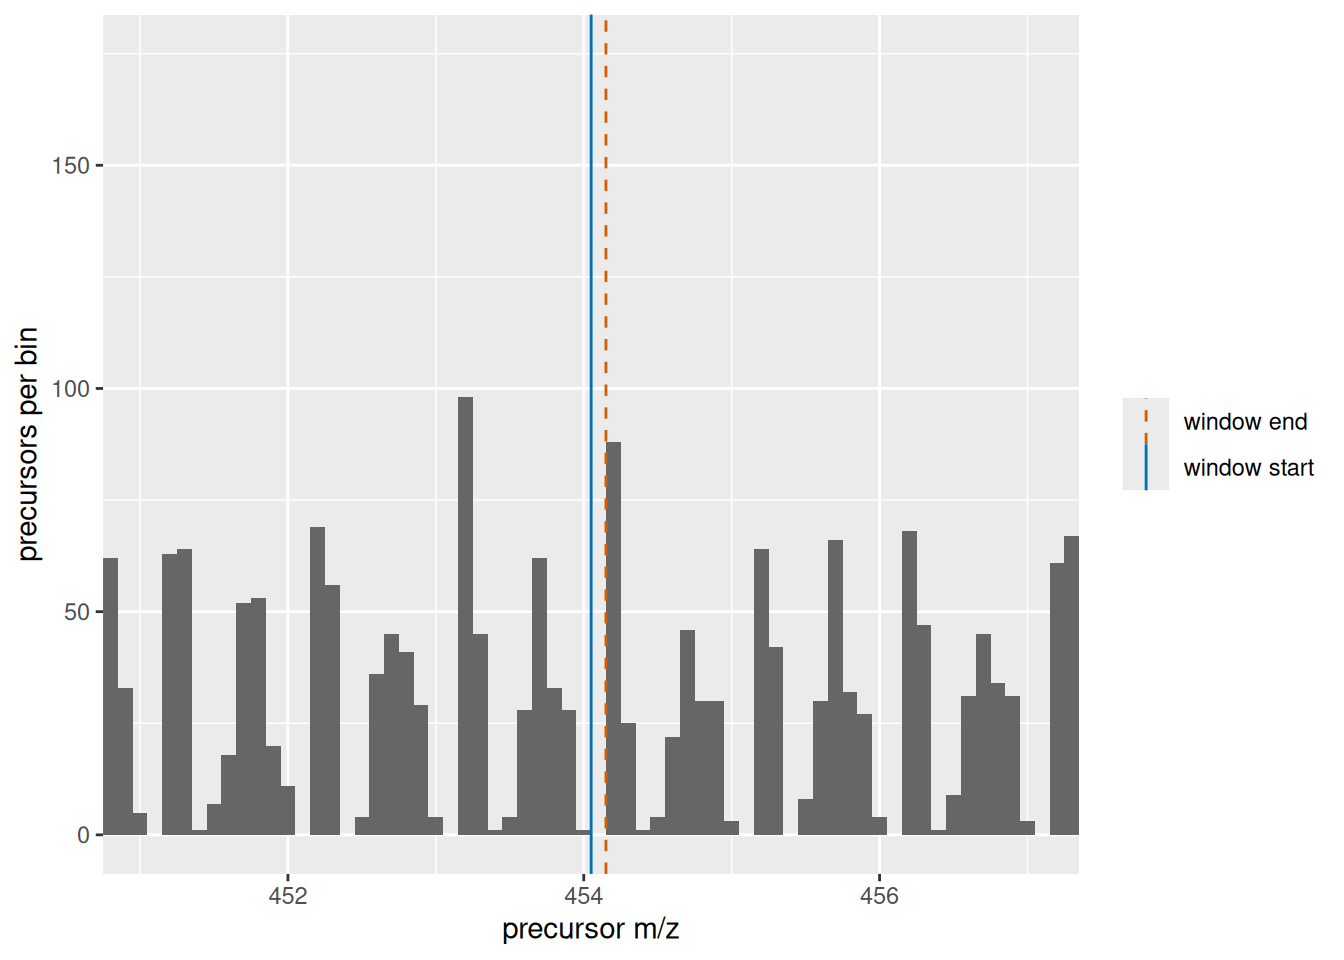 150
100
50
0
452 454 456
precursor m/z
precursors per bin
window end
window start